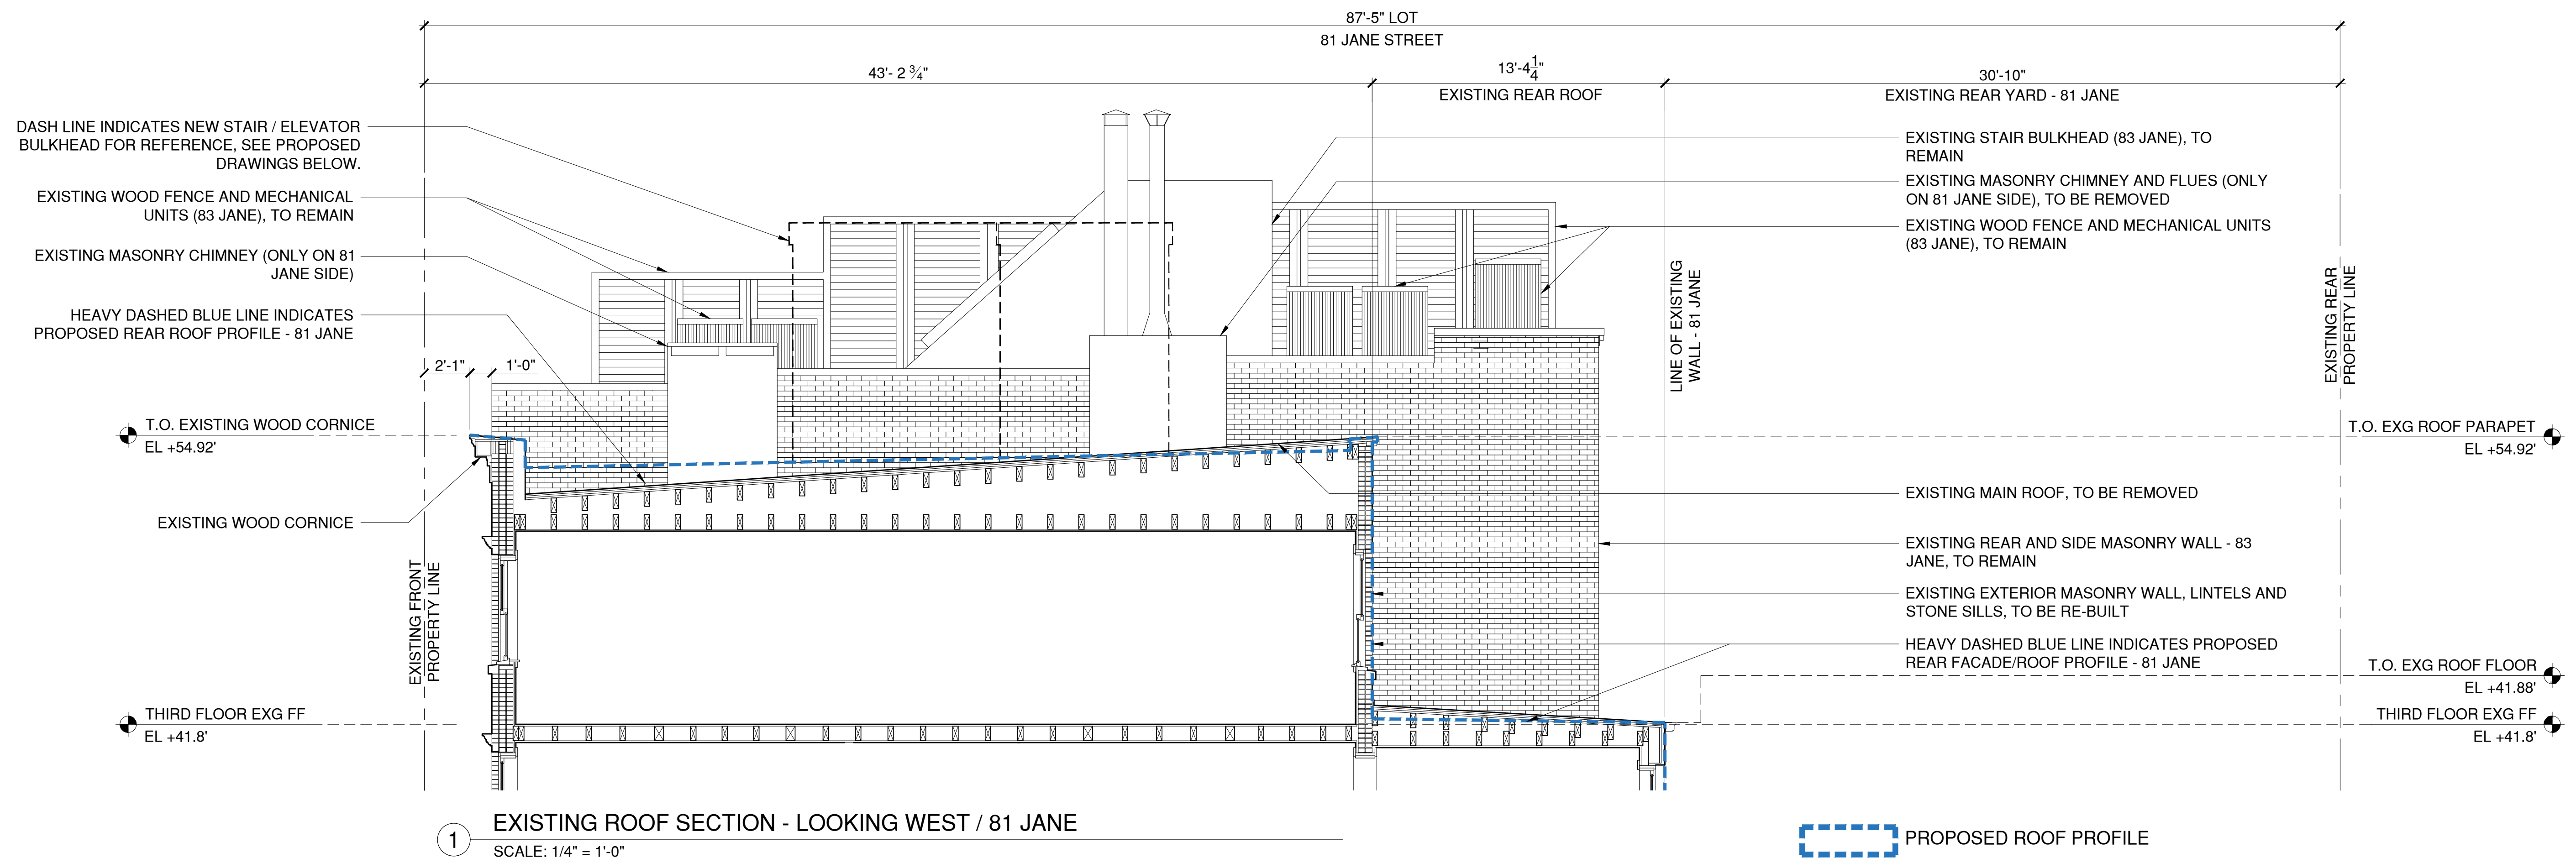 87'-5" LOT
81 JANE STREET
43'- 2 3/4"
13'-4 1/4"
30'-10"
EXISTING REAR ROOF
EXISTING REAR YARD - 81 JANE
DASH LINE INDICATES NEW STAIR / ELEVATOR
BULKHEAD FOR REFERENCE, SEE PROPOSED
DRAWINGS BELOW.
EXISTING WOOD FENCE AND MECHANICAL
UNITS (83 JANE), TO REMAIN
EXISTING MASONRY CHIMNEY (ONLY ON 81
JANE SIDE)
HEAVY DASHED BLUE LINE INDICATES
PROPOSED REAR ROOF PROFILE - 81 JANE
2'-1"
1'-0"
T.O. EXISTING WOOD CORNICE
EL +54.92'
EXISTING WOOD CORNICE
EXISTING FRONT
PROPERTY LINE
THIRD FLOOR EXG FF
EL +41.8'
EXISTING STAIR BULKHEAD (83 JANE), TO
REMAIN
EXISTING MASONRY CHIMNEY AND FLUES (ONLY
ON 81 JANE SIDE), TO BE REMOVED
EXISTING WOOD FENCE AND MECHANICAL UNITS
(83 JANE), TO REMAIN
LINE OF EXISTING
WALL - 81 JANE
EXISTING REAR
PROPERTY LINE
T.O. EXG ROOF PARAPET
EL +54.92'
EXISTING MAIN ROOF, TO BE REMOVED
EXISTING REAR AND SIDE MASONRY WALL - 83
JANE, TO REMAIN
EXISTING EXTERIOR MASONRY WALL, LINTELS AND
STONE SILLS, TO BE RE-BUILT
HEAVY DASHED BLUE LINE INDICATES PROPOSED
REAR FACADE/ROOF PROFILE - 81 JANE
T.O. EXG ROOF FLOOR
EL +41.88'
THIRD FLOOR EXG FF
EL +41.8'
1
EXISTING ROOF SECTION - LOOKING WEST / 81 JANE
SCALE: 1/4" = 1'-0"
PROPOSED ROOF PROFILE